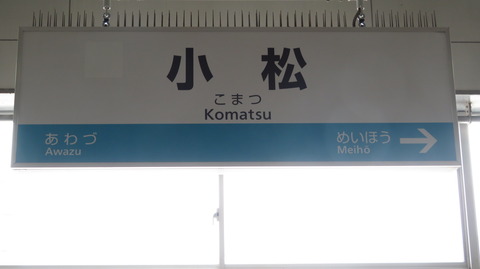 小松
こまつ
Komatsu
あわづ
Awazu
めいほう →
Meihō